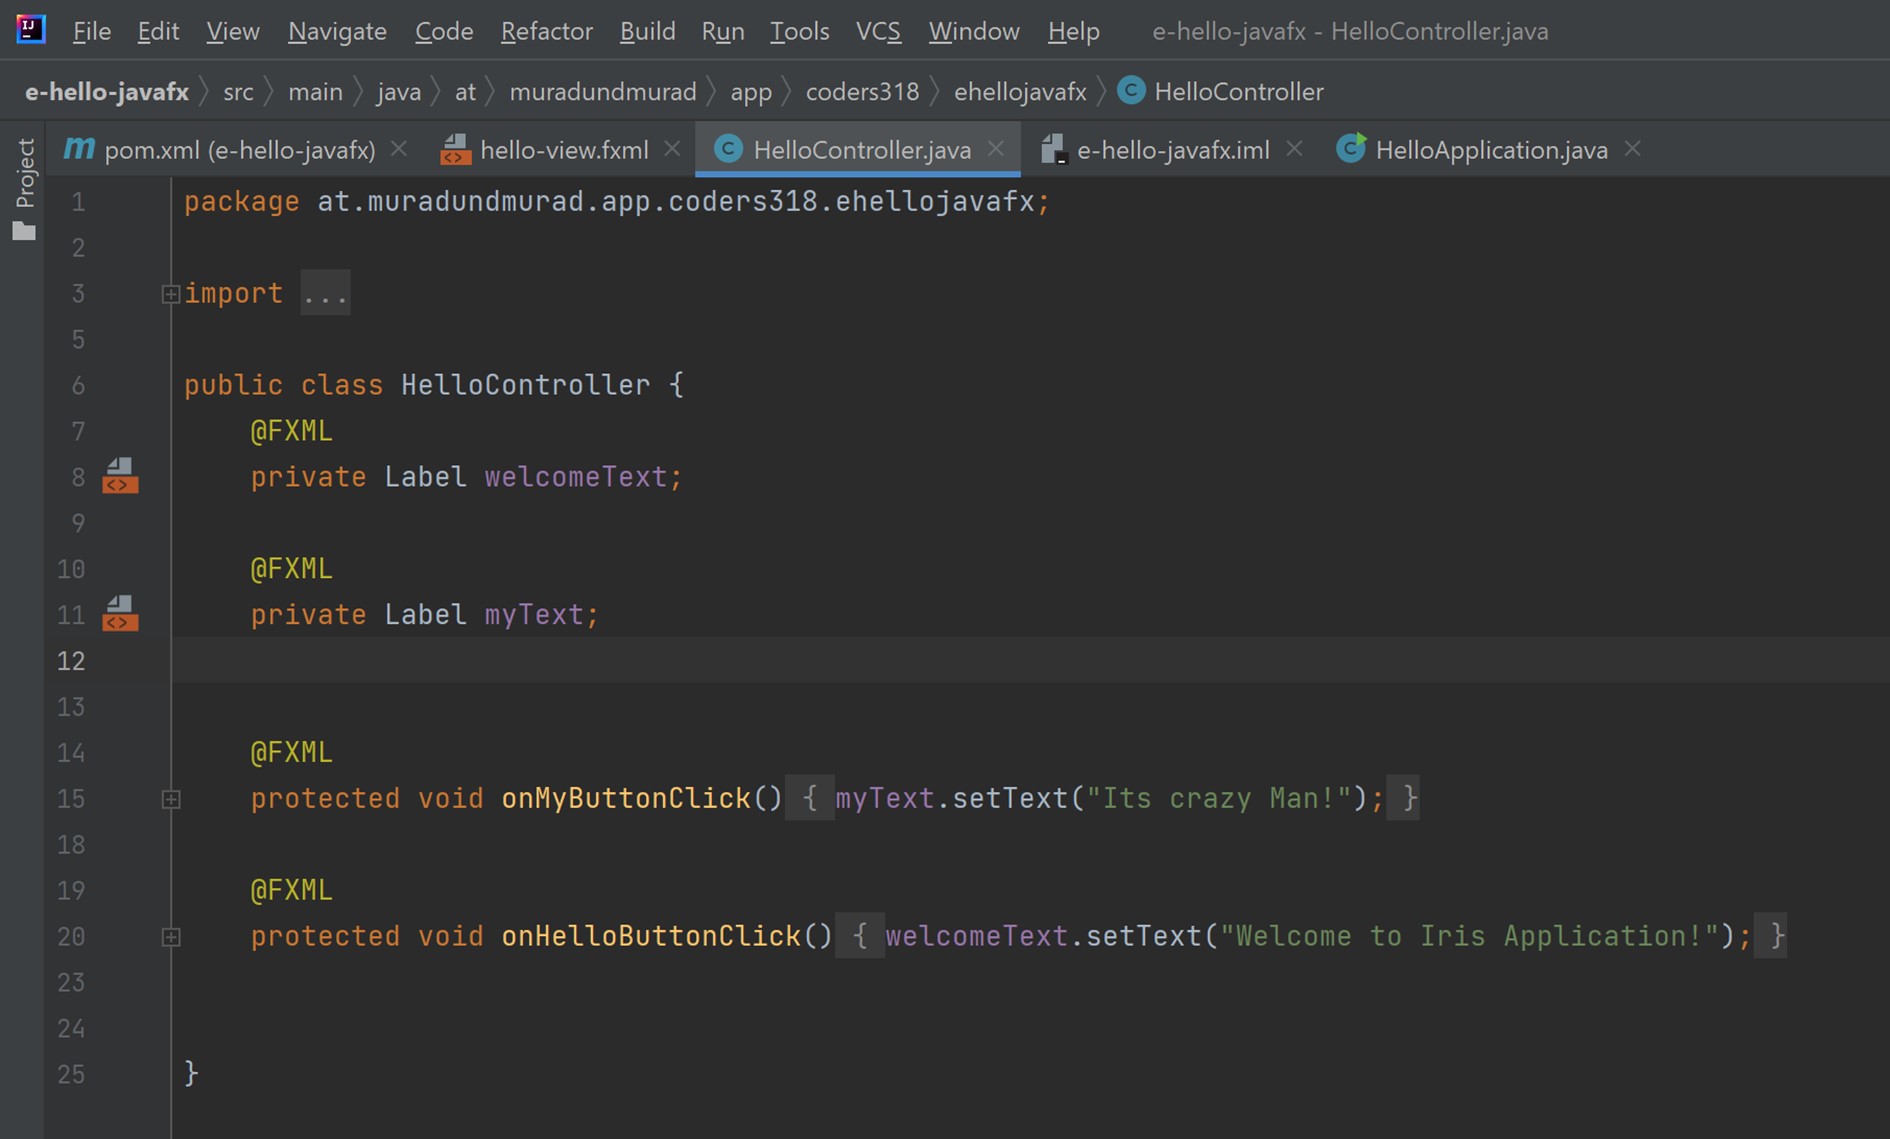 IJ File Edit View Navigate Code Refactor Build Run Tools VCS Window Help e-hello-javafx - HelloController.java
e-hello-javafx src main java at muradundmurad app coders318 ehellojavafx C HelloController
Project
m pom.xml (e-hello-javafx) <> hello-view.fxml C HelloController.java e-hello-javafx.iml C HelloApplication.java
1 package at.muradundmurad.app.coders318.ehellojavafx;
2
3 import ...
5
6 public class HelloController {
7 @FXML
8 <> private Label welcomeText;
9
10 @FXML
11 <> private Label myText;
12
13
14 @FXML
15 protected void onMyButtonClick() { myText.setText("Its crazy Man!"); }
18
19 @FXML
20 protected void onHelloButtonClick() { welcomeText.setText("Welcome to Iris Application!"); }
23
24
25 }